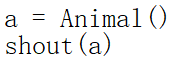 a = Animal()
shout(a)